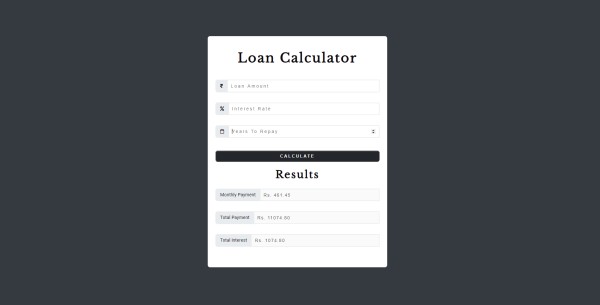 Loan Calculator
₹ Loan Amount
% Interest Rate
Years To Repay
CALCULATE
Results
Monthly Payment Rs. 461.45
Total Payment Rs. 11074.80
Total Interest Rs. 1074.80